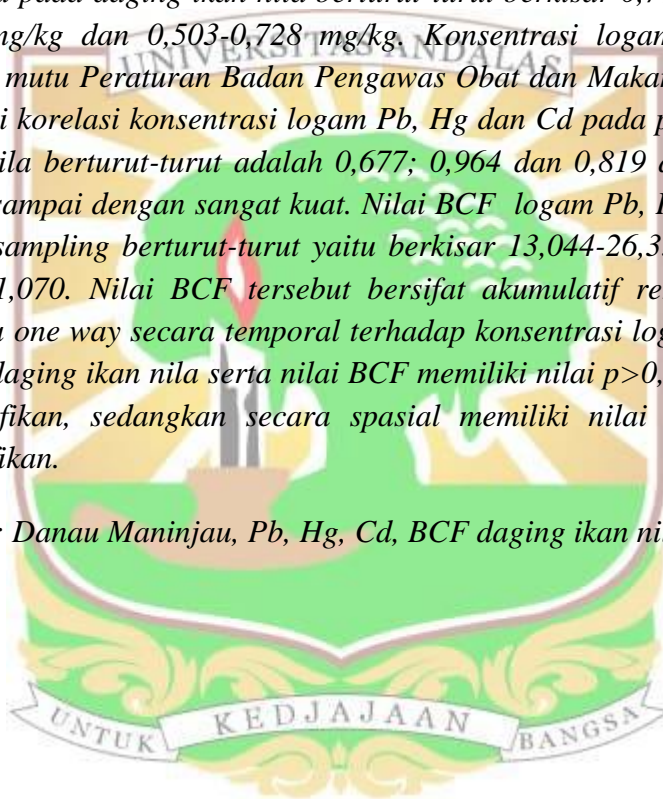 pada daging ikan nila berturut-turut berkisar 0,7
mg/kg dan 0,503-0,728 mg/kg. Konsentrasi logam
UNIVERSITAS ANDALAS
mutu Peraturan Badan Pengawas Obat dan Makan
i korelasi konsentrasi logam Pb, Hg dan Cd pada p
ila berturut-turut adalah 0,677; 0,964 dan 0,819 
sampai dengan sangat kuat. Nilai BCF logam Pb, 
sampling berturut-turut yaitu berkisar 13,044-26,3
1,070. Nilai BCF tersebut bersifat akumulatif re
one way secara temporal terhadap konsentrasi log
daging ikan nila serta nilai BCF memiliki nilai p>0,
fikan, sedangkan secara spasial memiliki nilai
fikan.
: Danau Maninjau, Pb, Hg, Cd, BCF daging ikan ni
UNTUK KEDJAJAAN BANGSA